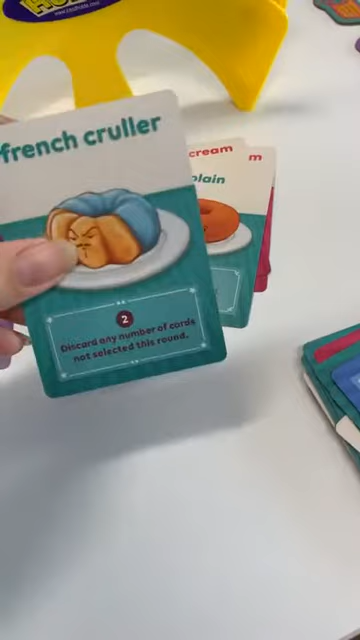 french cruller
cream
m
plain
2
Discard any number of cards
not selected this round.